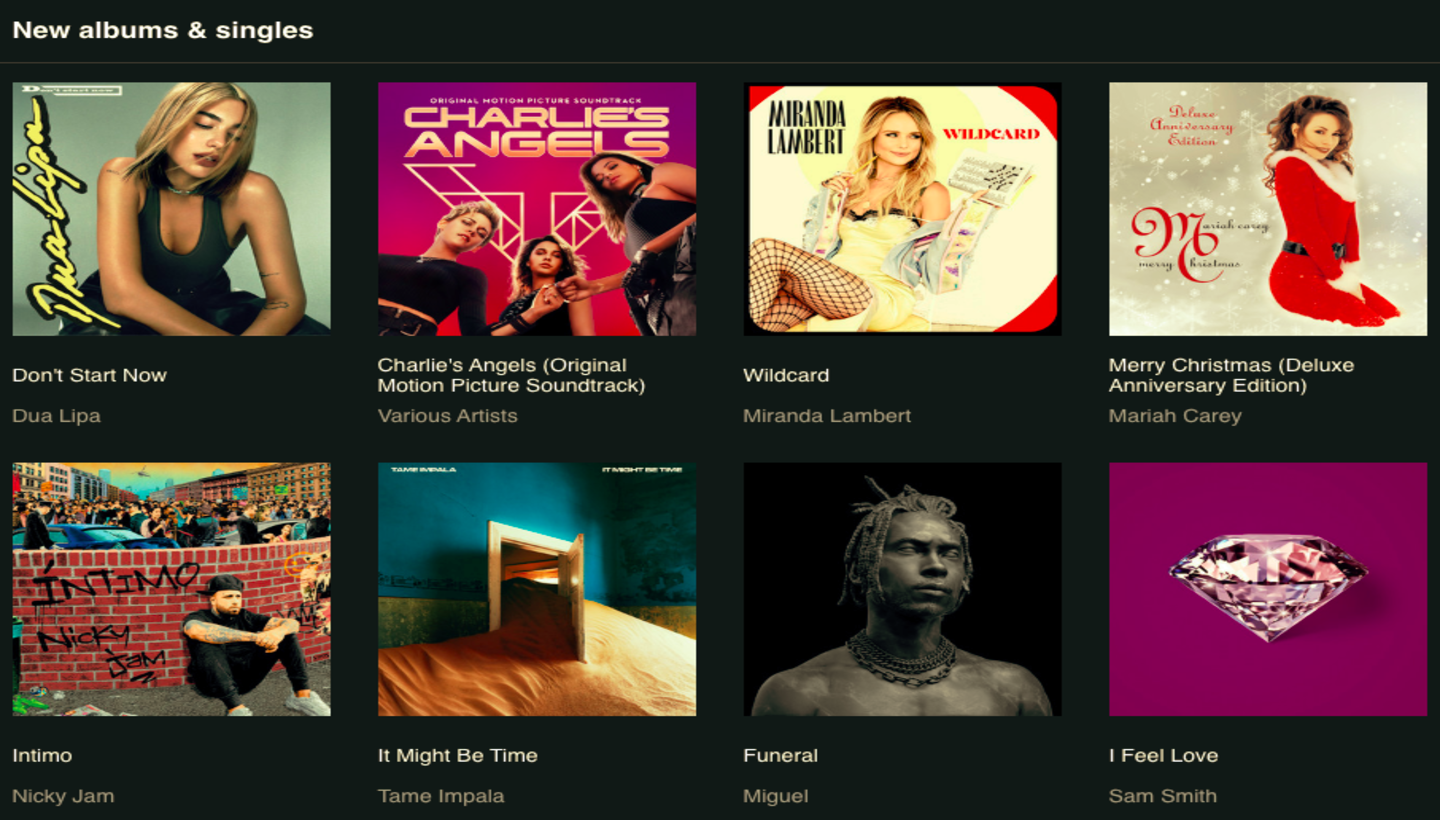 New albums & singles
Don't start now
Dua Lipa
ORIGINAL MOTION PICTURE SOUNDTRACK
CHARLIE'S
ANGELS
MIRANDA
LAMBERT
WILDCARD
Deluxe
Anniversary
Edition
Mariah carey
merry Christmas
Don't Start Now
Dua Lipa
Charlie's Angels (Original
Motion Picture Soundtrack)
Various Artists
Wildcard
Miranda Lambert
Merry Christmas (Deluxe
Anniversary Edition)
Mariah Carey
ÍNTIMO
Nicky
Jam
TAME IMPALA
IT MIGHT BE TIME
Intimo
Nicky Jam
It Might Be Time
Tame Impala
Funeral
Miguel
I Feel Love
Sam Smith